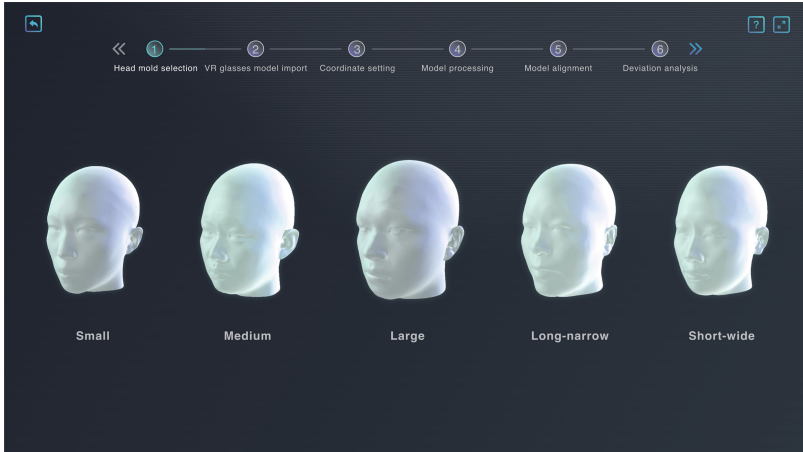 ?
1 2 3 4 5 6
Head mold selection VR glasses model import Coordinate setting Model processing Model alignment Deviation analysis
Small Medium Large Long-narrow Short-wide